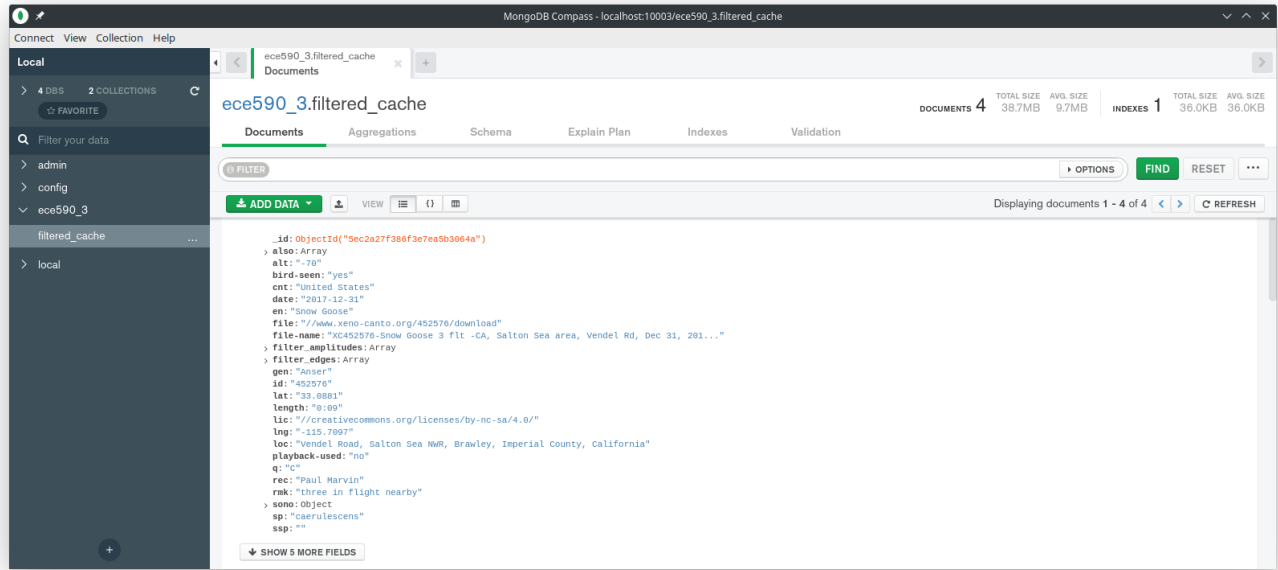 MongoDB Compass - localhost:10003/ece590_3.filtered_cache
Connect View Collection Help
Local
4 DBS 2 COLLECTIONS
☆ FAVORITE
Filter your data
admin
config
ece590_3
filtered_cache ...
local
ece590_3.filtered_cache
Documents
ece590_3.filtered_cache
DOCUMENTS 4 TOTAL SIZE 38.7MB AVG. SIZE 9.7MB INDEXES 1 TOTAL SIZE 36.0KB AVG. SIZE 36.0KB
Documents Aggregations Schema Explain Plan Indexes Validation
FILTER OPTIONS FIND RESET ...
ADD DATA VIEW {} Displaying documents 1 - 4 of 4 REFRESH
_id: ObjectId("5ec2a27f386f3e7ea5b3064a")
also: Array
alt: "-70"
bird-seen: "yes"
cnt: "United States"
date: "2017-12-31"
en: "Snow Goose"
file: "//www.xeno-canto.org/452576/download"
file-name: "XC452576-Snow Goose 3 flt -CA, Salton Sea area, Vendel Rd, Dec 31, 201..."
filter_amplitudes: Array
filter_edges: Array
gen: "Anser"
id: "452576"
lat: "33.0881"
length: "0:09"
lic: "//creativecommons.org/licenses/by-nc-sa/4.0/"
lng: "-115.7097"
loc: "Vendel Road, Salton Sea NWR, Brawley, Imperial County, California"
playback-used: "no"
q: "C"
rec: "Paul Marvin"
rmk: "three in flight nearby"
sono: Object
sp: "caerulescens"
ssp: ""
SHOW 5 MORE FIELDS